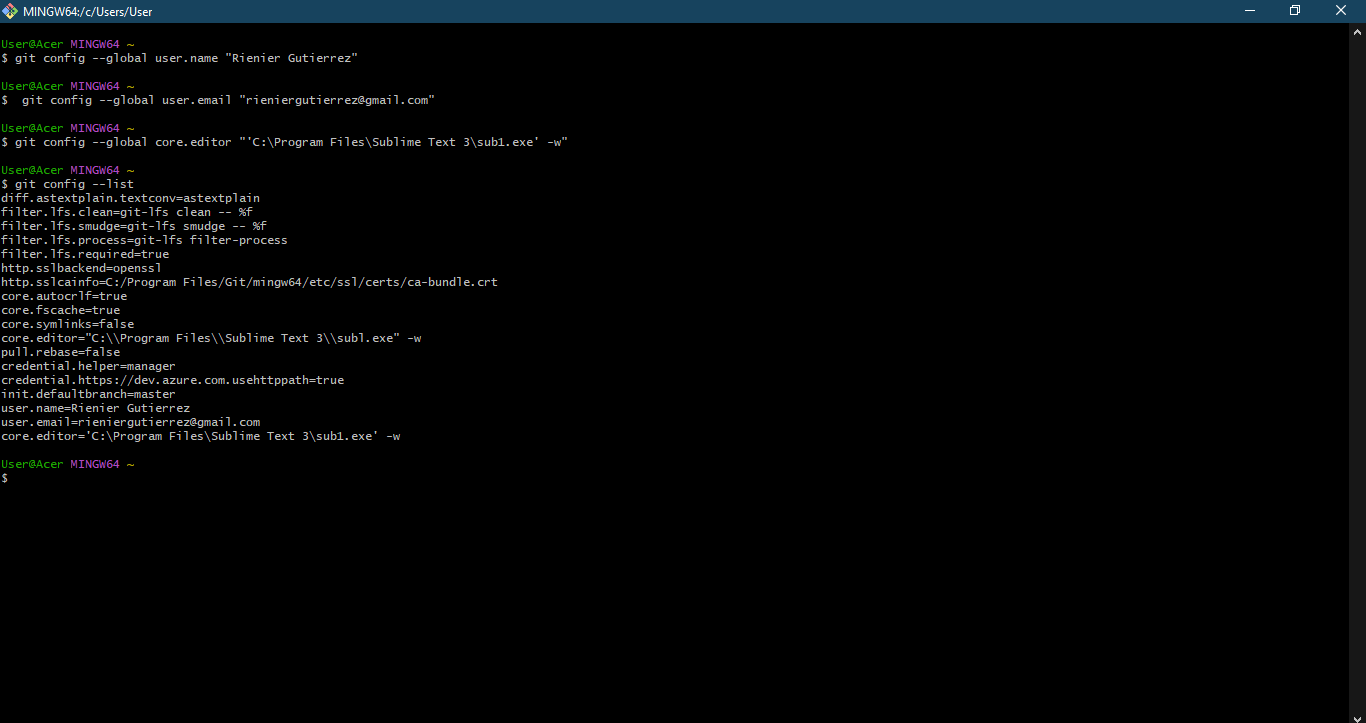 MINGW64:/c/Users/User
User@Acer MINGW64 ~
$ git config --global user.name "Rienier Gutierrez"
User@Acer MINGW64 ~
$  git config --global user.email "rieniergutierrez@gmail.com"
User@Acer MINGW64 ~
$ git config --global core.editor "'C:\Program Files\Sublime Text 3\sub1.exe' -w"
User@Acer MINGW64 ~
$ git config --list
diff.astextplain.textconv=astextplain
filter.lfs.clean=git-lfs clean -- %f
filter.lfs.smudge=git-lfs smudge -- %f
filter.lfs.process=git-lfs filter-process
filter.lfs.required=true
http.sslbackend=openssl
http.sslcainfo=C:/Program Files/Git/mingw64/etc/ssl/certs/ca-bundle.crt
core.autocrlf=true
core.fscache=true
core.symlinks=false
core.editor="C:\\Program Files\\Sublime Text 3\\subl.exe" -w
pull.rebase=false
credential.helper=manager
credential.https://dev.azure.com.usehttppath=true
init.defaultbranch=master
user.name=Rienier Gutierrez
user.email=rieniergutierrez@gmail.com
core.editor='C:\Program Files\Sublime Text 3\sub1.exe' -w
User@Acer MINGW64 ~
$